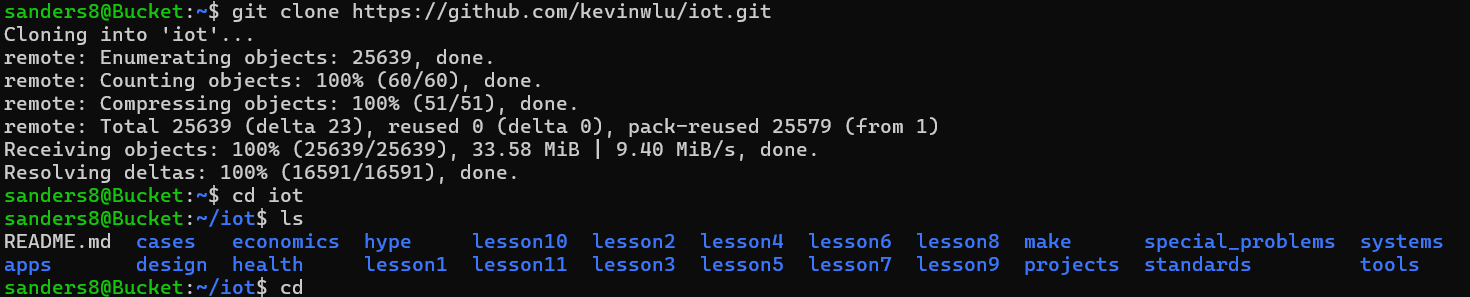 sanders8@Bucket:~$ git clone https://github.com/kevinwlu/iot.git
Cloning into 'iot'...
remote: Enumerating objects: 25639, done.
remote: Counting objects: 100% (60/60), done.
remote: Compressing objects: 100% (51/51), done.
remote: Total 25639 (delta 23), reused 0 (delta 0), pack-reused 25579 (from 1)
Receiving objects: 100% (25639/25639), 33.58 MiB | 9.40 MiB/s, done.
Resolving deltas: 100% (16591/16591), done.
sanders8@Bucket:~$ cd iot
sanders8@Bucket:~/iot$ ls
README.md  cases   economics  hype     lesson10  lesson2  lesson4  lesson6  lesson8  make      special_problems  systems
apps       design  health     lesson1  lesson11  lesson3  lesson5  lesson7  lesson9  projects  standards         tools
sanders8@Bucket:~/iot$ cd